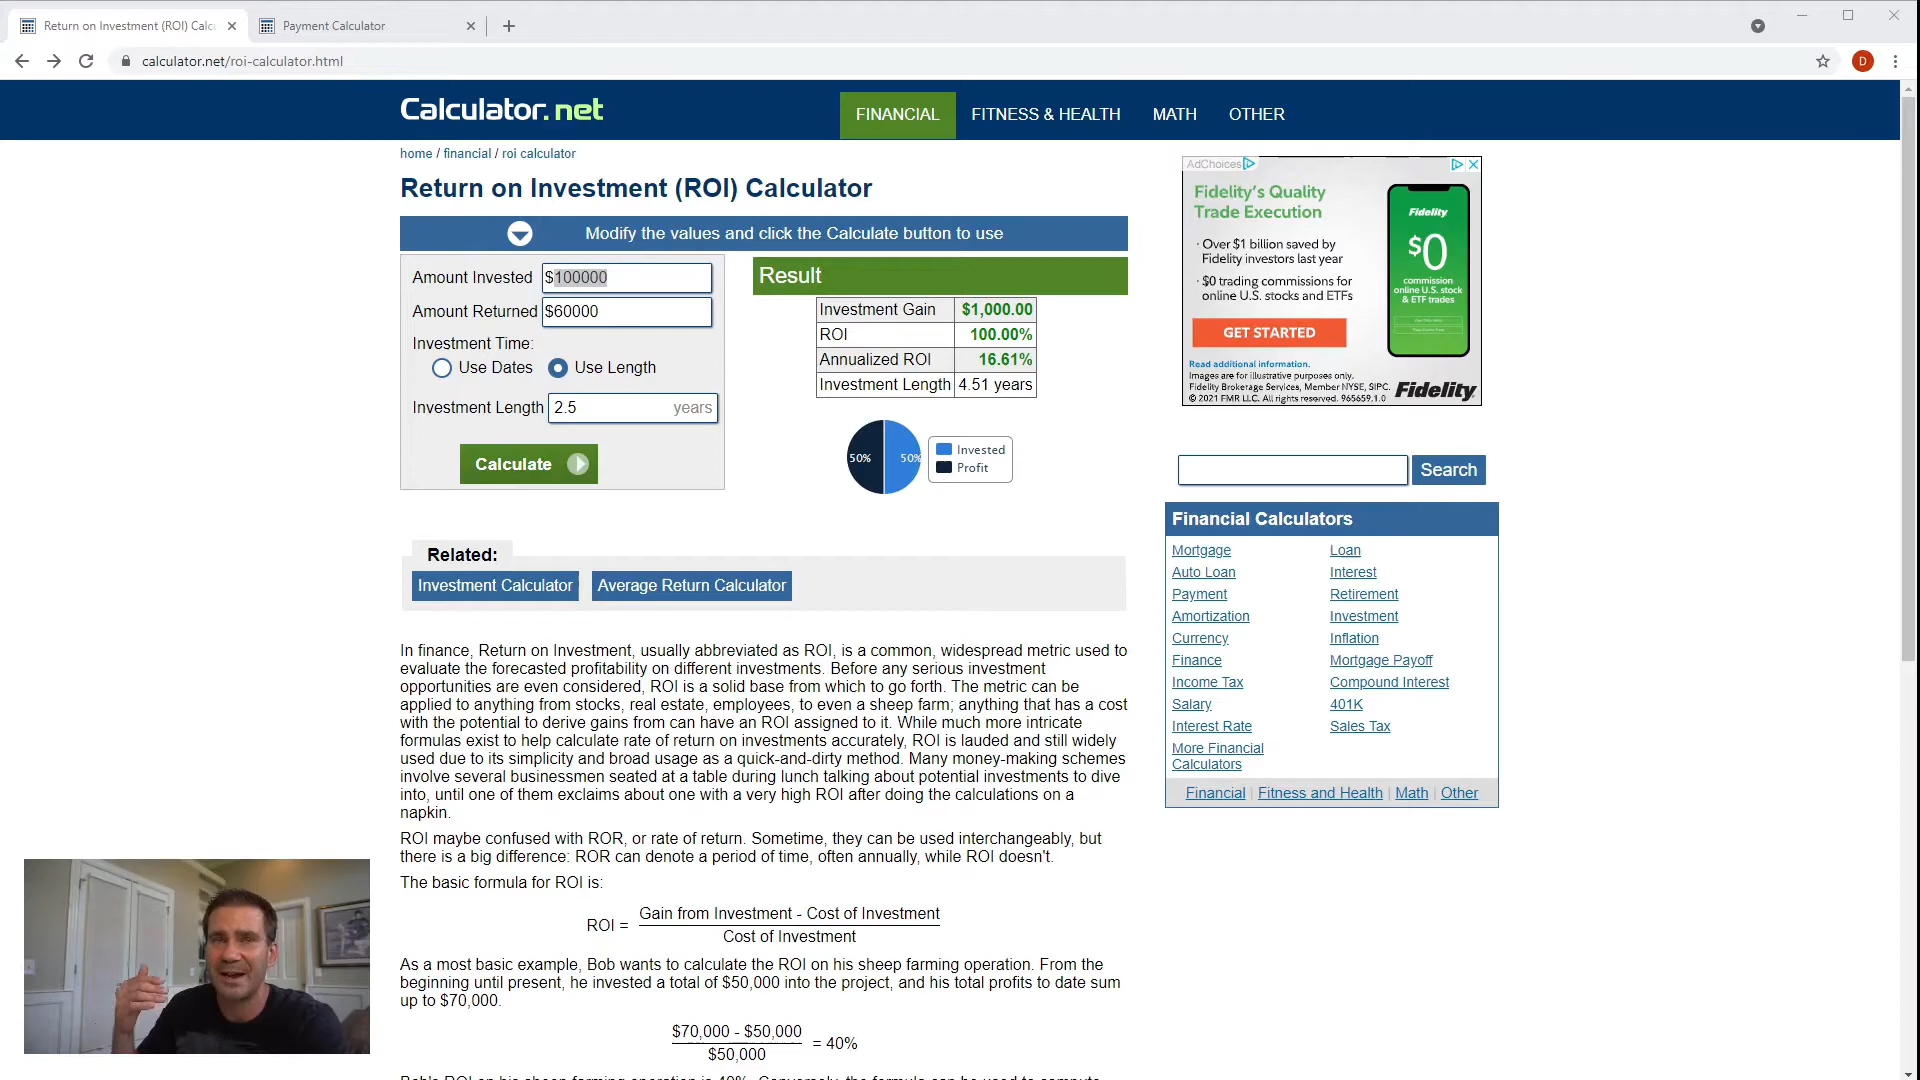 Return on Investment (ROI) Calc
Payment Calculator
calculator.net/roi-calculator.html
D
Calculator.net
FINANCIAL
FITNESS & HEALTH
MATH
OTHER
home / financial / roi calculator
Return on Investment (ROI) Calculator
Modify the values and click the Calculate button to use
Amount Invested $100000
Amount Returned $60000
Investment Time:
Use Dates Use Length
Investment Length 2.5 years
Calculate
Result
Investment Gain $1,000.00
ROI 100.00%
Annualized ROI 16.61%
Investment Length 4.51 years
50% 50%
Invested
Profit
Related:
Investment Calculator
Average Return Calculator
In finance, Return on Investment, usually abbreviated as ROI, is a common, widespread metric used to
evaluate the forecasted profitability on different investments. Before any serious investment
opportunities are even considered, ROI is a solid base from which to go forth. The metric can be
applied to anything from stocks, real estate, employees, to even a sheep farm; anything that has a cost
with the potential to derive gains from can have an ROI assigned to it. While much more intricate
formulas exist to help calculate rate of return on investments accurately, ROI is lauded and still widely
used due to its simplicity and broad usage as a quick-and-dirty method. Many money-making schemes
involve several businessmen seated at a table during lunch talking about potential investments to dive
into, until one of them exclaims about one with a very high ROI after doing the calculations on a
napkin.
ROI maybe confused with ROR, or rate of return. Sometime, they can be used interchangeably, but
there is a big difference: ROR can denote a period of time, often annually, while ROI doesn't.
The basic formula for ROI is:
ROI = Gain from Investment - Cost of Investment
Cost of Investment
As a most basic example, Bob wants to calculate the ROI on his sheep farming operation. From the
beginning until present, he invested a total of $50,000 into the project, and his total profits to date sum
up to $70,000.
$70,000 - $50,000
$50,000
= 40%
AdChoices
Fidelity's Quality
Trade Execution
· Over $1 billion saved by
Fidelity investors last year
· $0 trading commissions for
online U.S. stocks and ETFs
GET STARTED
Read additional information.
Images are for illustrative purposes only.
Fidelity Brokerage Services, Member NYSE, SIPC.
© 2021 FMR LLC. All rights reserved. 965659.1.0
Fidelity
Fidelity
$0
commission
online U.S. stock
& ETF trades
Search
Financial Calculators
Mortgage Loan
Auto Loan Interest
Payment Retirement
Amortization Investment
Currency Inflation
Finance Mortgage Payoff
Income Tax Compound Interest
Salary 401K
Interest Rate Sales Tax
More Financial
Calculators
Financial | Fitness and Health | Math | Other